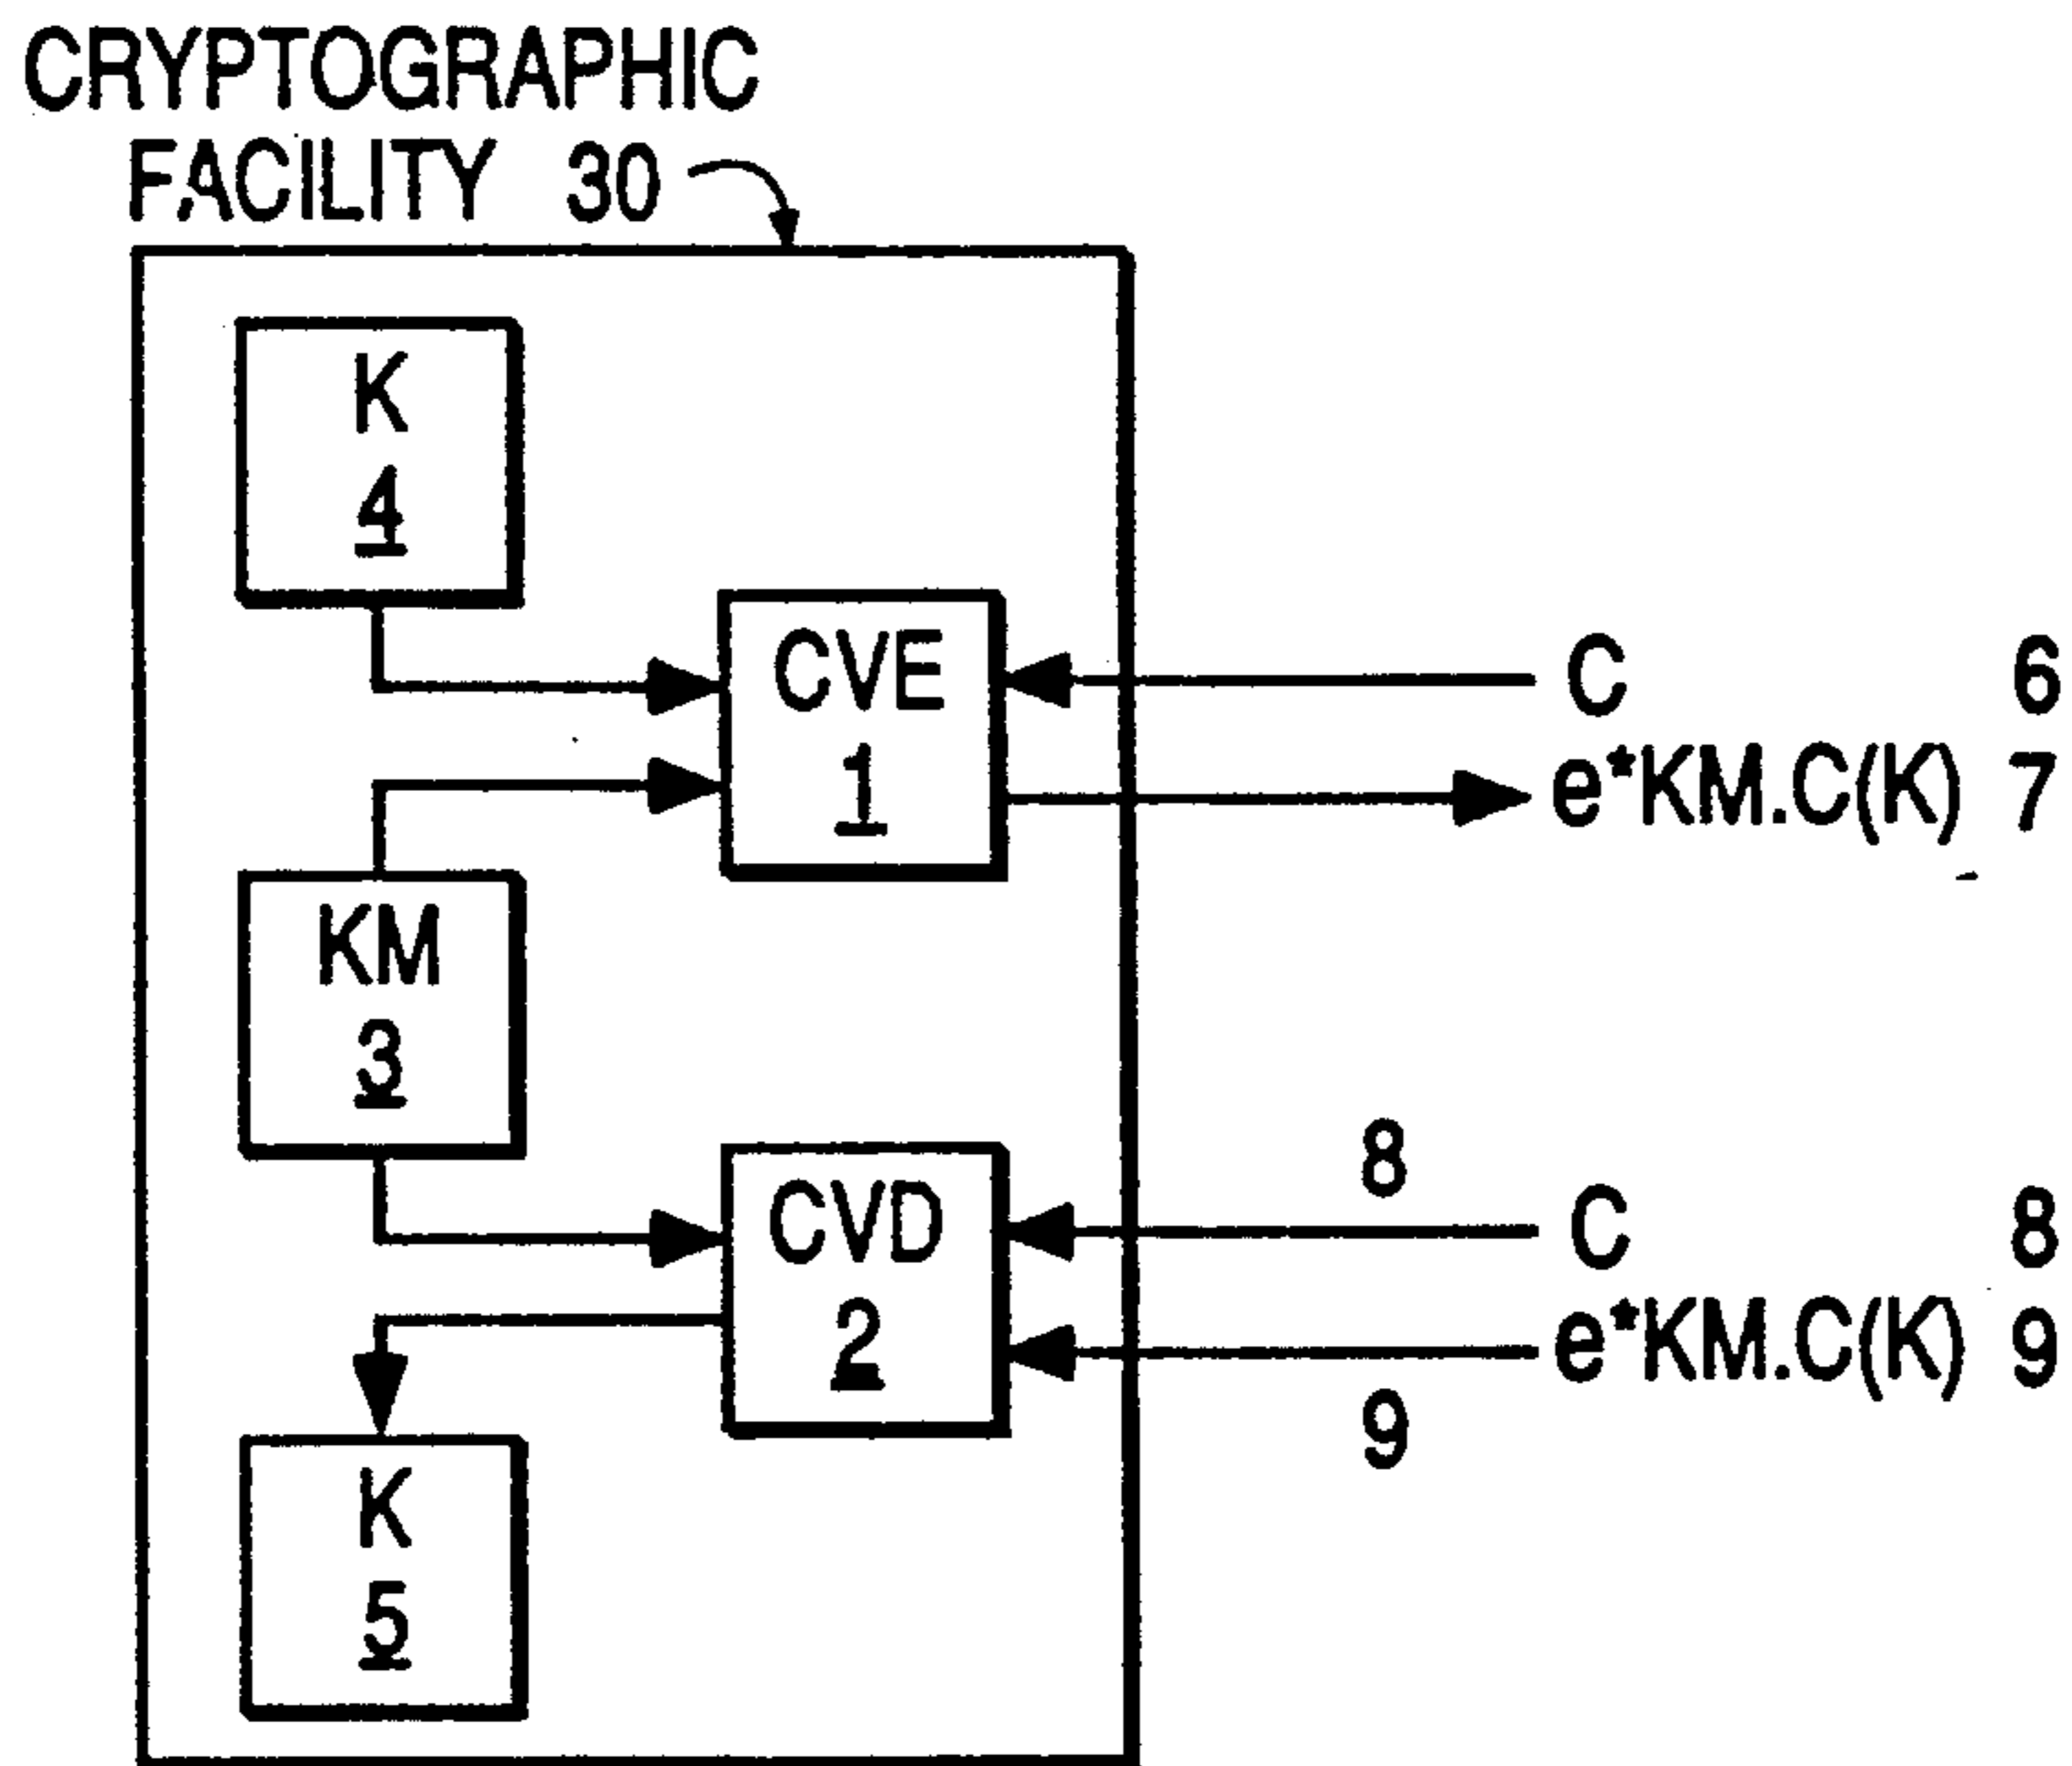 CRYPTOGRAPHIC
FACILITY 30
K
4
CVE
1
C 6
e*KM.C(K) 7
KM
3
8
CVD
2
C 8
e*KM.C(K) 9
9
K
5